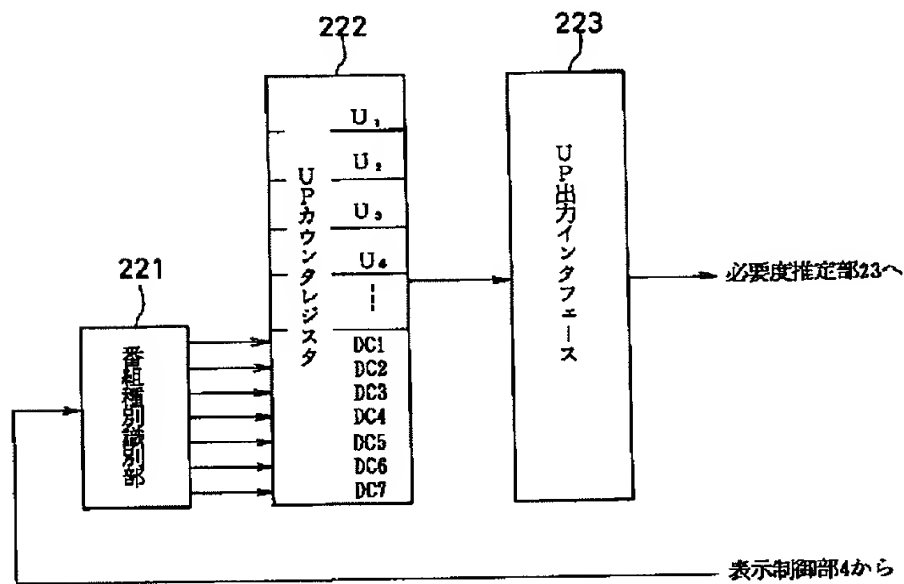 222
223
U₁
U₂
U₃
U₄
UPカウンタレジスタ
UP出力インタフェース
必要度推定部23へ
221
番組種別識別部
DC1
DC2
DC3
DC4
DC5
DC6
DC7
表示制御部4から